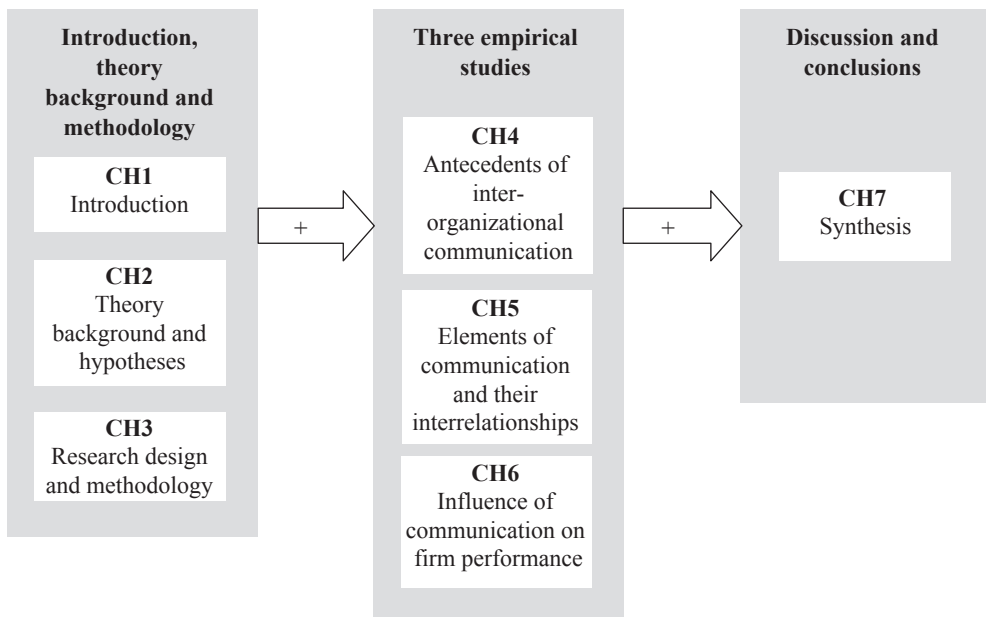 Introduction,
theory
background and
methodology
CH1
Introduction
CH2
Theory
background and
hypotheses
CH3
Research design
and methodology
+
Three empirical
studies
CH4
Antecedents of
inter-
organizational
communication
CH5
Elements of
communication
and their
interrelationships
CH6
Influence of
communication on
firm performance
+
Discussion and
conclusions
CH7
Synthesis